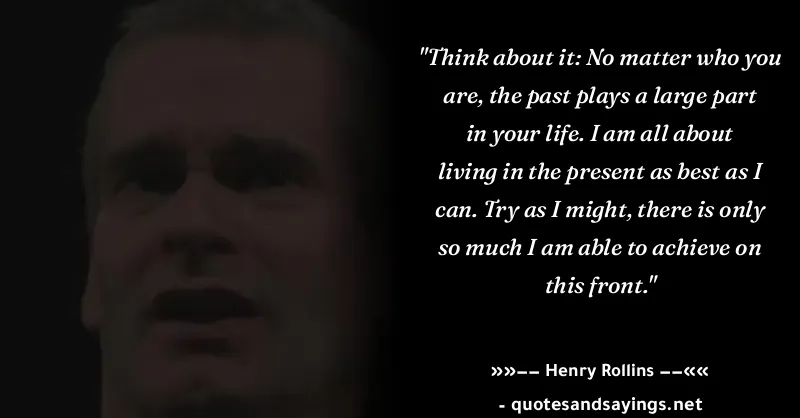 "Think about it: No matter who you
are, the past plays a large part
in your life. I am all about
living in the present as best as I
can. Try as I might, there is only
so much I am able to achieve on
this front."
»»−− Henry Rollins −−««
- quotesandsayings.net